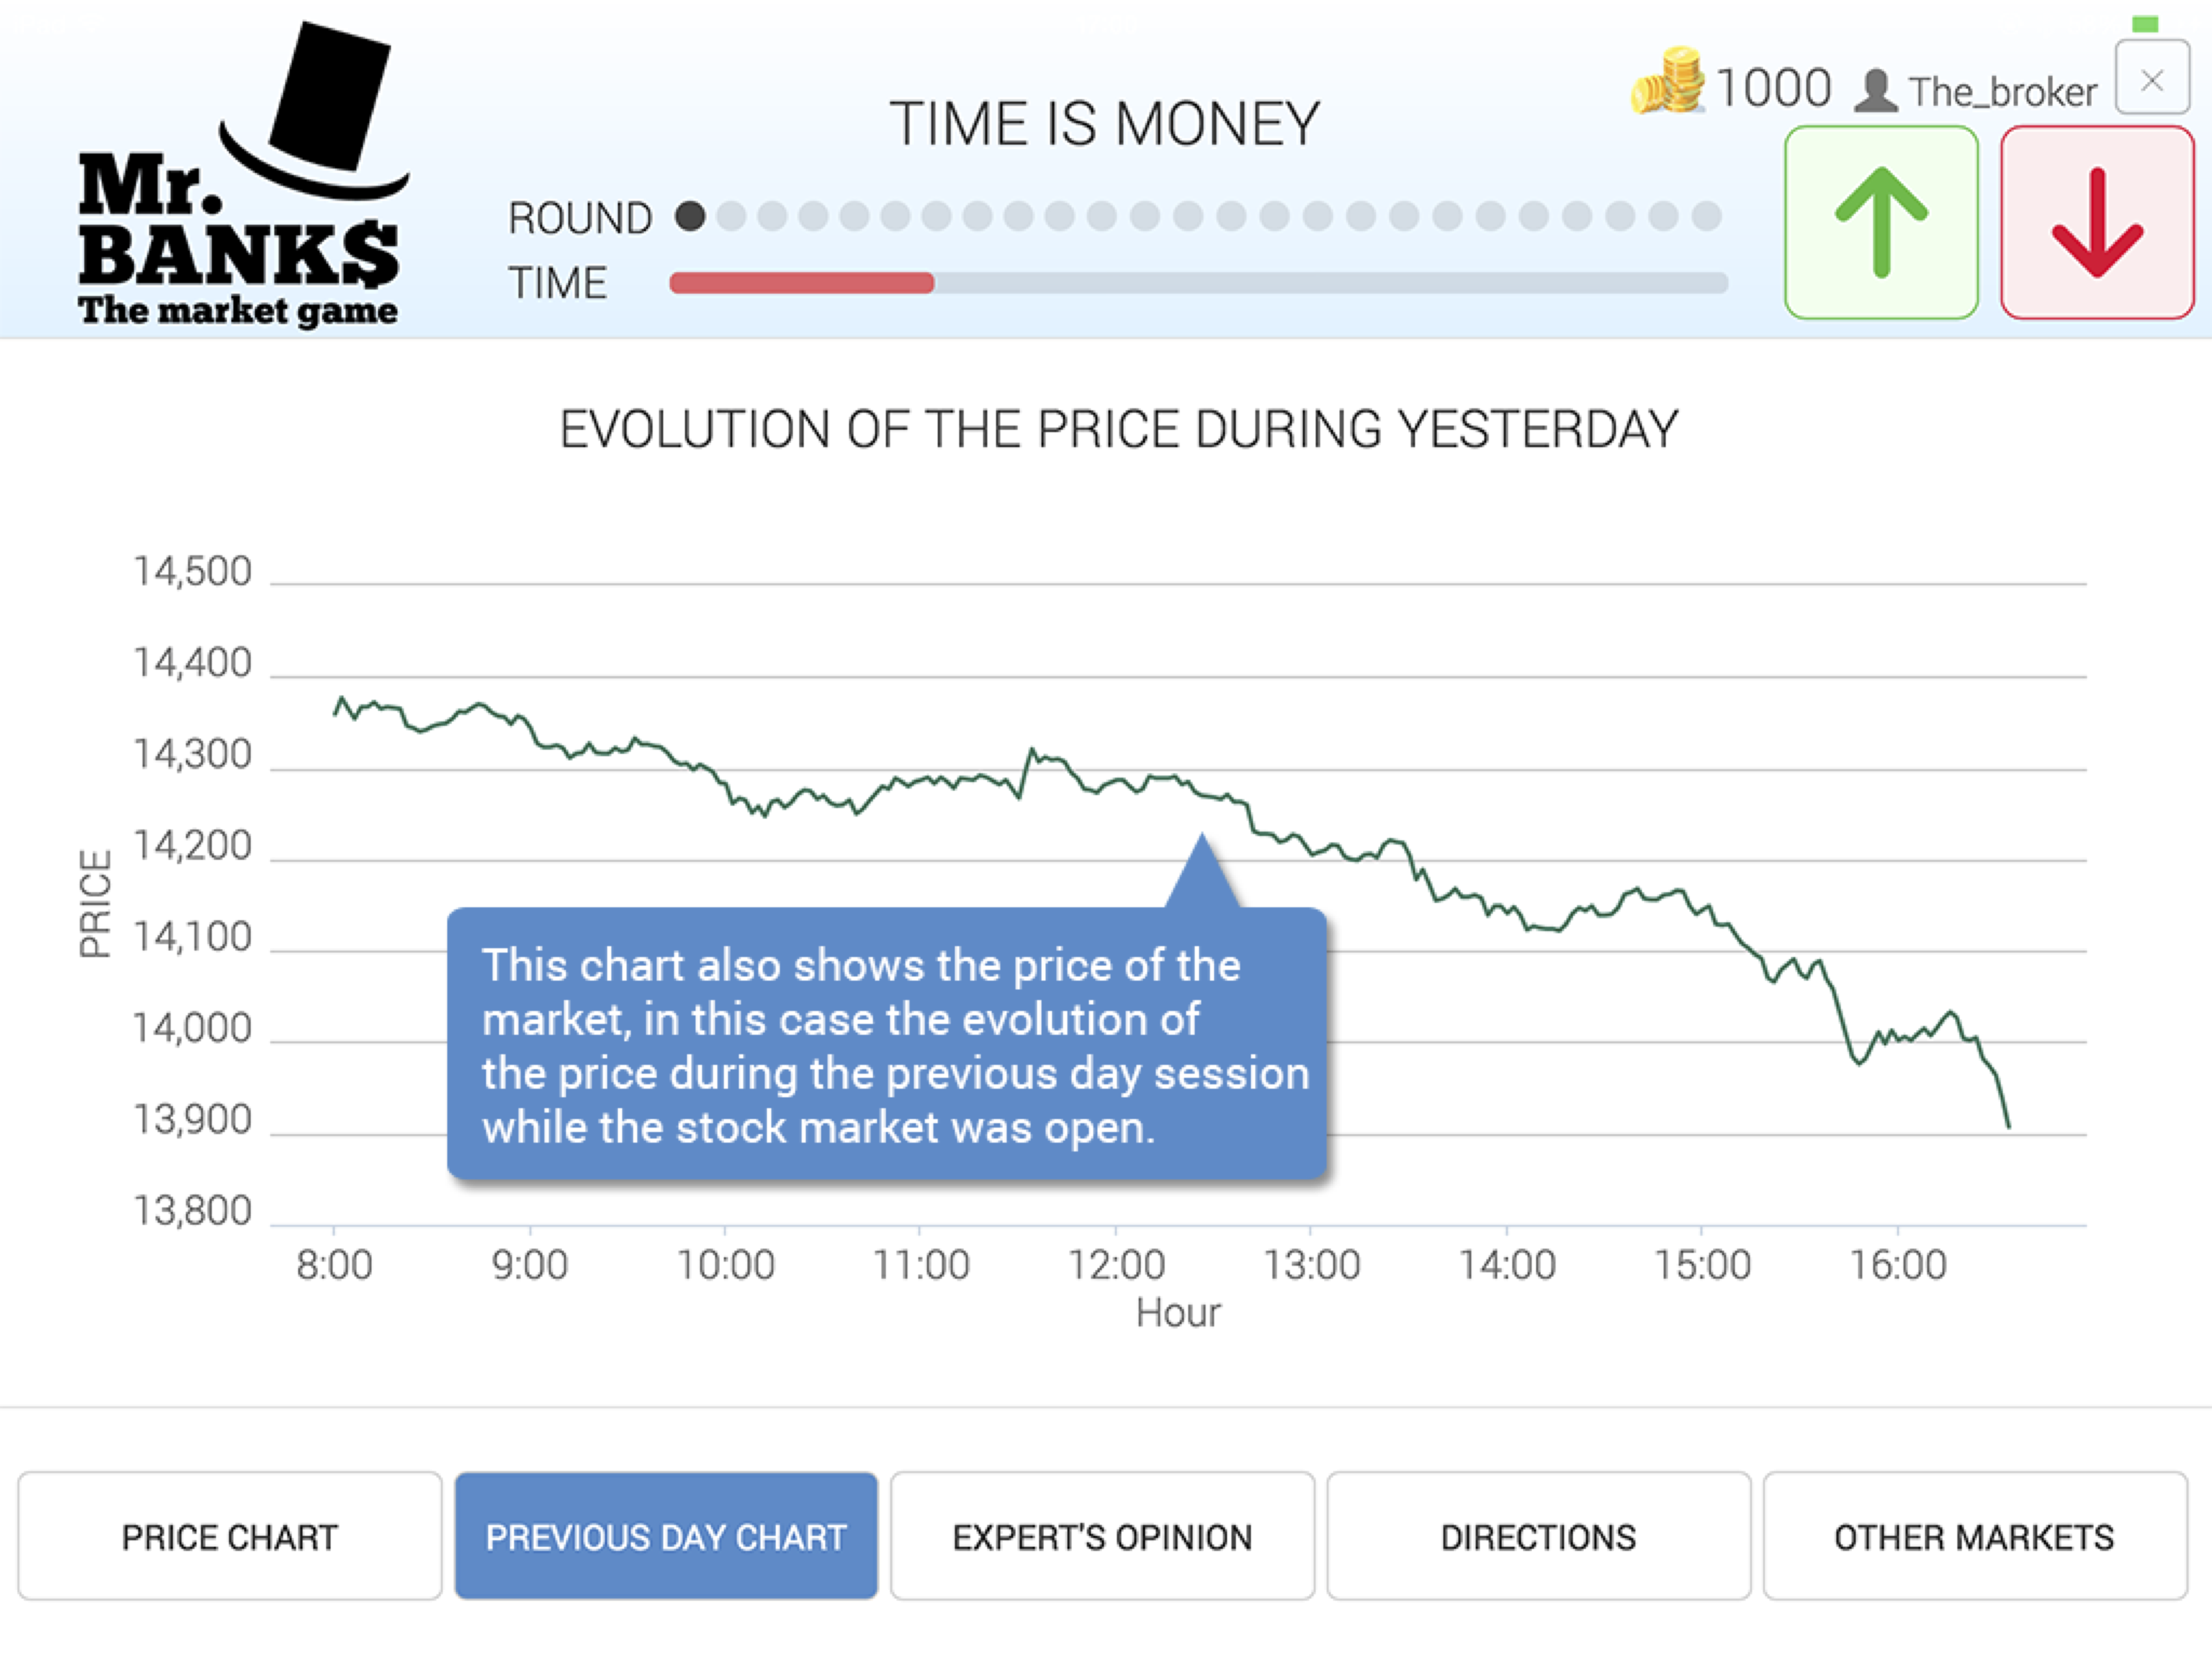 1000 The_broker
TIME IS MONEY
Mr.
BANK$
The market game
ROUND
TIME
EVOLUTION OF THE PRICE DURING YESTERDAY
14,500
14,400
14,300
14,200
14,100
14,000
13,900
13,800
PRICE
This chart also shows the price of the
market, in this case the evolution of
the price during the previous day session
while the stock market was open.
8:00 9:00 10:00 11:00 12:00 13:00 14:00 15:00 16:00
Hour
PRICE CHART PREVIOUS DAY CHART EXPERT'S OPINION DIRECTIONS OTHER MARKETS